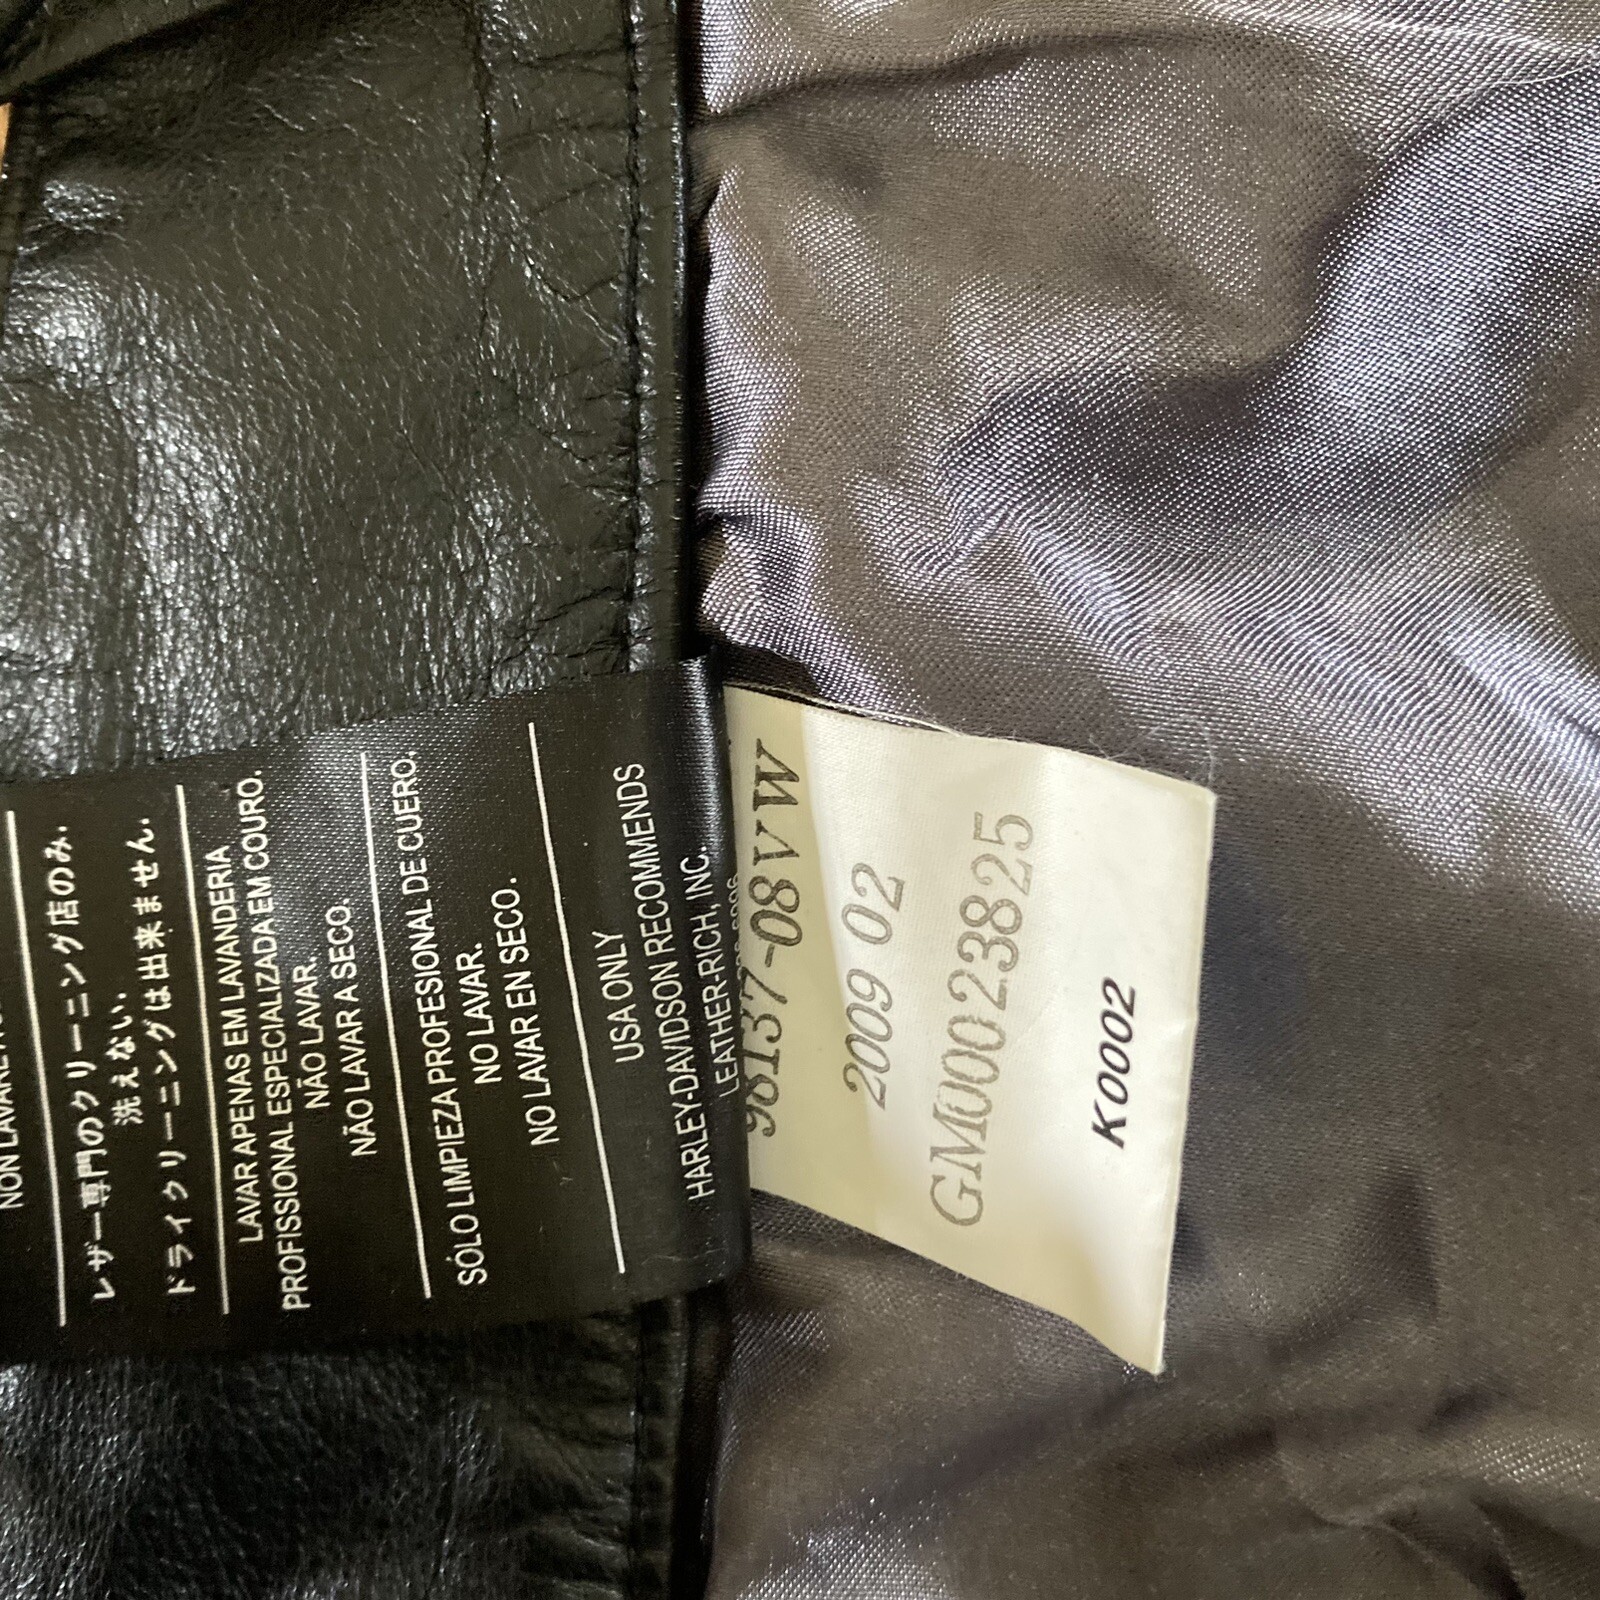 NON LAVARE
レザー専門のクリーニング店のみ.
洗えない.
ドライクリーニングは出来ません.
LAVAR APENAS EM LAVANDERIA
PROFISSIONAL ESPECIALIZADA EM COURO.
NÃO LAVAR.
NÃO LAVAR A SECO.
SÓLO LIMPIEZA PROFESIONAL DE CUERO.
NO LAVAR.
NO LAVAR EN SECO.
USA ONLY
HARLEY-DAVIDSON RECOMMENDS
LEATHER-RICH, INC.
98137-08VW
2009 02
GM00023825
K0002